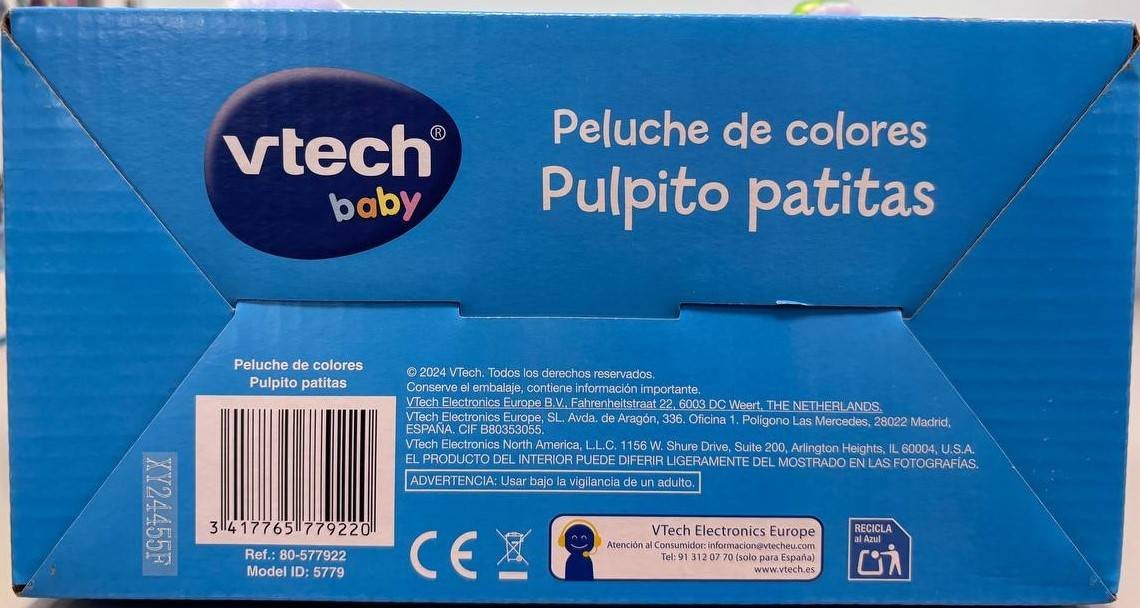 vtech®
baby
Peluche de colores
Pulpito patitas
Peluche de colores
Pulpito patitas
3 417765 779220
Ref.: 80-577922
Model ID: 5779
XY24455F
© 2024 VTech. Todos los derechos reservados.
Conserve el embalaje, contiene información importante.
VTech Electronics Europe B.V., Fahrenheitstraat 22, 6003 DC Weert, THE NETHERLANDS.
VTech Electronics Europe, SL. Avda. de Aragón, 336. Oficina 1. Polígono Las Mercedes, 28022 Madrid,
ESPAÑA. CIF B80353055.
VTech Electronics North America, L.L.C. 1156 W. Shure Drive, Suite 200, Arlington Heights, IL 60004, U.S.A.
EL PRODUCTO DEL INTERIOR PUEDE DIFERIR LIGERAMENTE DEL MOSTRADO EN LAS FOTOGRAFÍAS.
ADVERTENCIA: Usar bajo la vigilancia de un adulto.
CE
VTech Electronics Europe
Atención al Consumidor: informacion@vtecheu.com
Tel: 91 312 07 70 (solo para España)
www.vtech.es
RECICLA
al Azul